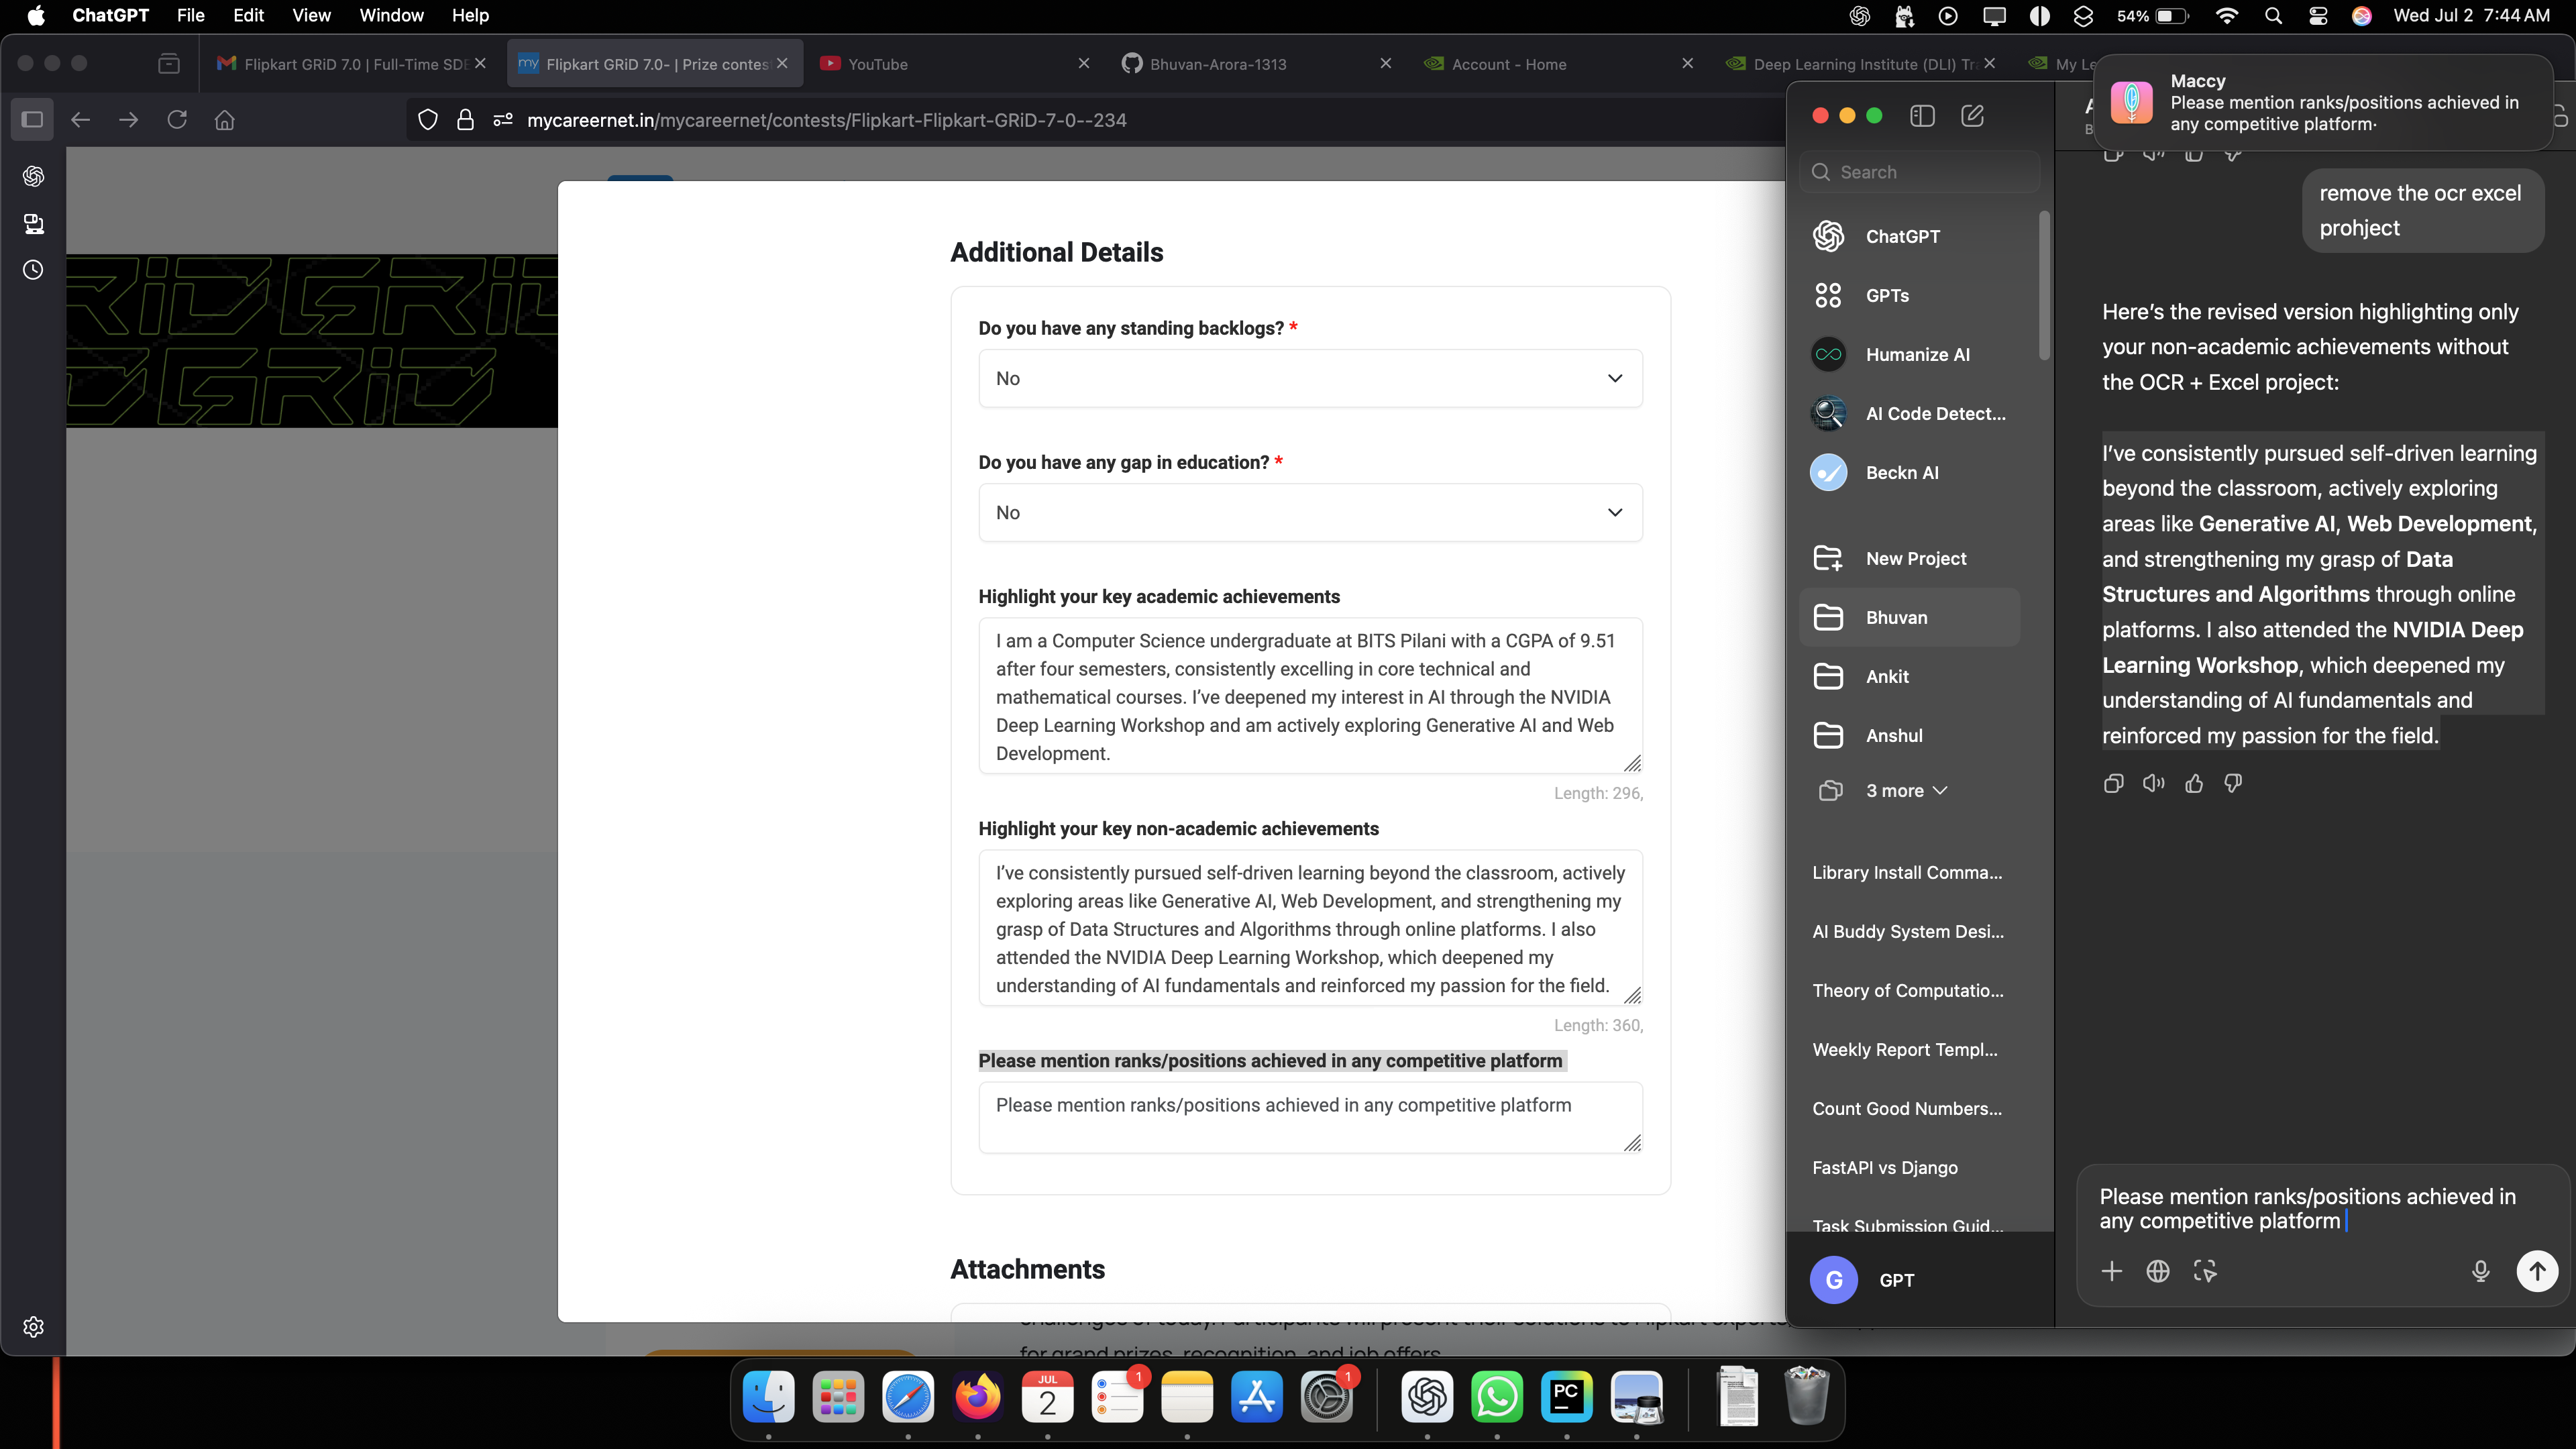 ChatGPT File Edit View Window Help
54% Wed Jul 2 7:44 AM
Flipkart GRiD 7.0 | Full-Time SDE
my Flipkart GRiD 7.0- | Prize contes
YouTube
Bhuvan-Arora-1313
Account - Home
Deep Learning Institute (DLI) Tr
My Le
mycareernet.in/mycareernet/contests/Flipkart-Flipkart-GRiD-7-0--234
Maccy
Please mention ranks/positions achieved in
any competitive platform·
RiDGRiD
DGRiD
Additional Details
Do you have any standing backlogs? *
No
Do you have any gap in education? *
No
Highlight your key academic achievements
I am a Computer Science undergraduate at BITS Pilani with a CGPA of 9.51
after four semesters, consistently excelling in core technical and
mathematical courses. I’ve deepened my interest in AI through the NVIDIA
Deep Learning Workshop and am actively exploring Generative AI and Web
Development.
Length: 296,
Highlight your key non-academic achievements
I’ve consistently pursued self-driven learning beyond the classroom, actively
exploring areas like Generative AI, Web Development, and strengthening my
grasp of Data Structures and Algorithms through online platforms. I also
attended the NVIDIA Deep Learning Workshop, which deepened my
understanding of AI fundamentals and reinforced my passion for the field.
Length: 360,
Please mention ranks/positions achieved in any competitive platform
Please mention ranks/positions achieved in any competitive platform
Attachments
for grand prizes, recognition, and job offers
Search
ChatGPT
GPTs
Humanize AI
AI Code Detect...
Beckn AI
New Project
Bhuvan
Ankit
Anshul
3 more
Library Install Comma...
AI Buddy System Desi...
Theory of Computatio...
Weekly Report Templ...
Count Good Numbers...
FastAPI vs Django
Task Submission Guid...
G GPT
remove the ocr excel
prohject
Here’s the revised version highlighting only
your non-academic achievements without
the OCR + Excel project:
I’ve consistently pursued self-driven learning
beyond the classroom, actively exploring
areas like Generative AI, Web Development,
and strengthening my grasp of Data
Structures and Algorithms through online
platforms. I also attended the NVIDIA Deep
Learning Workshop, which deepened my
understanding of AI fundamentals and
reinforced my passion for the field.
Please mention ranks/positions achieved in
any competitive platform
JUL
2
1
1
PC